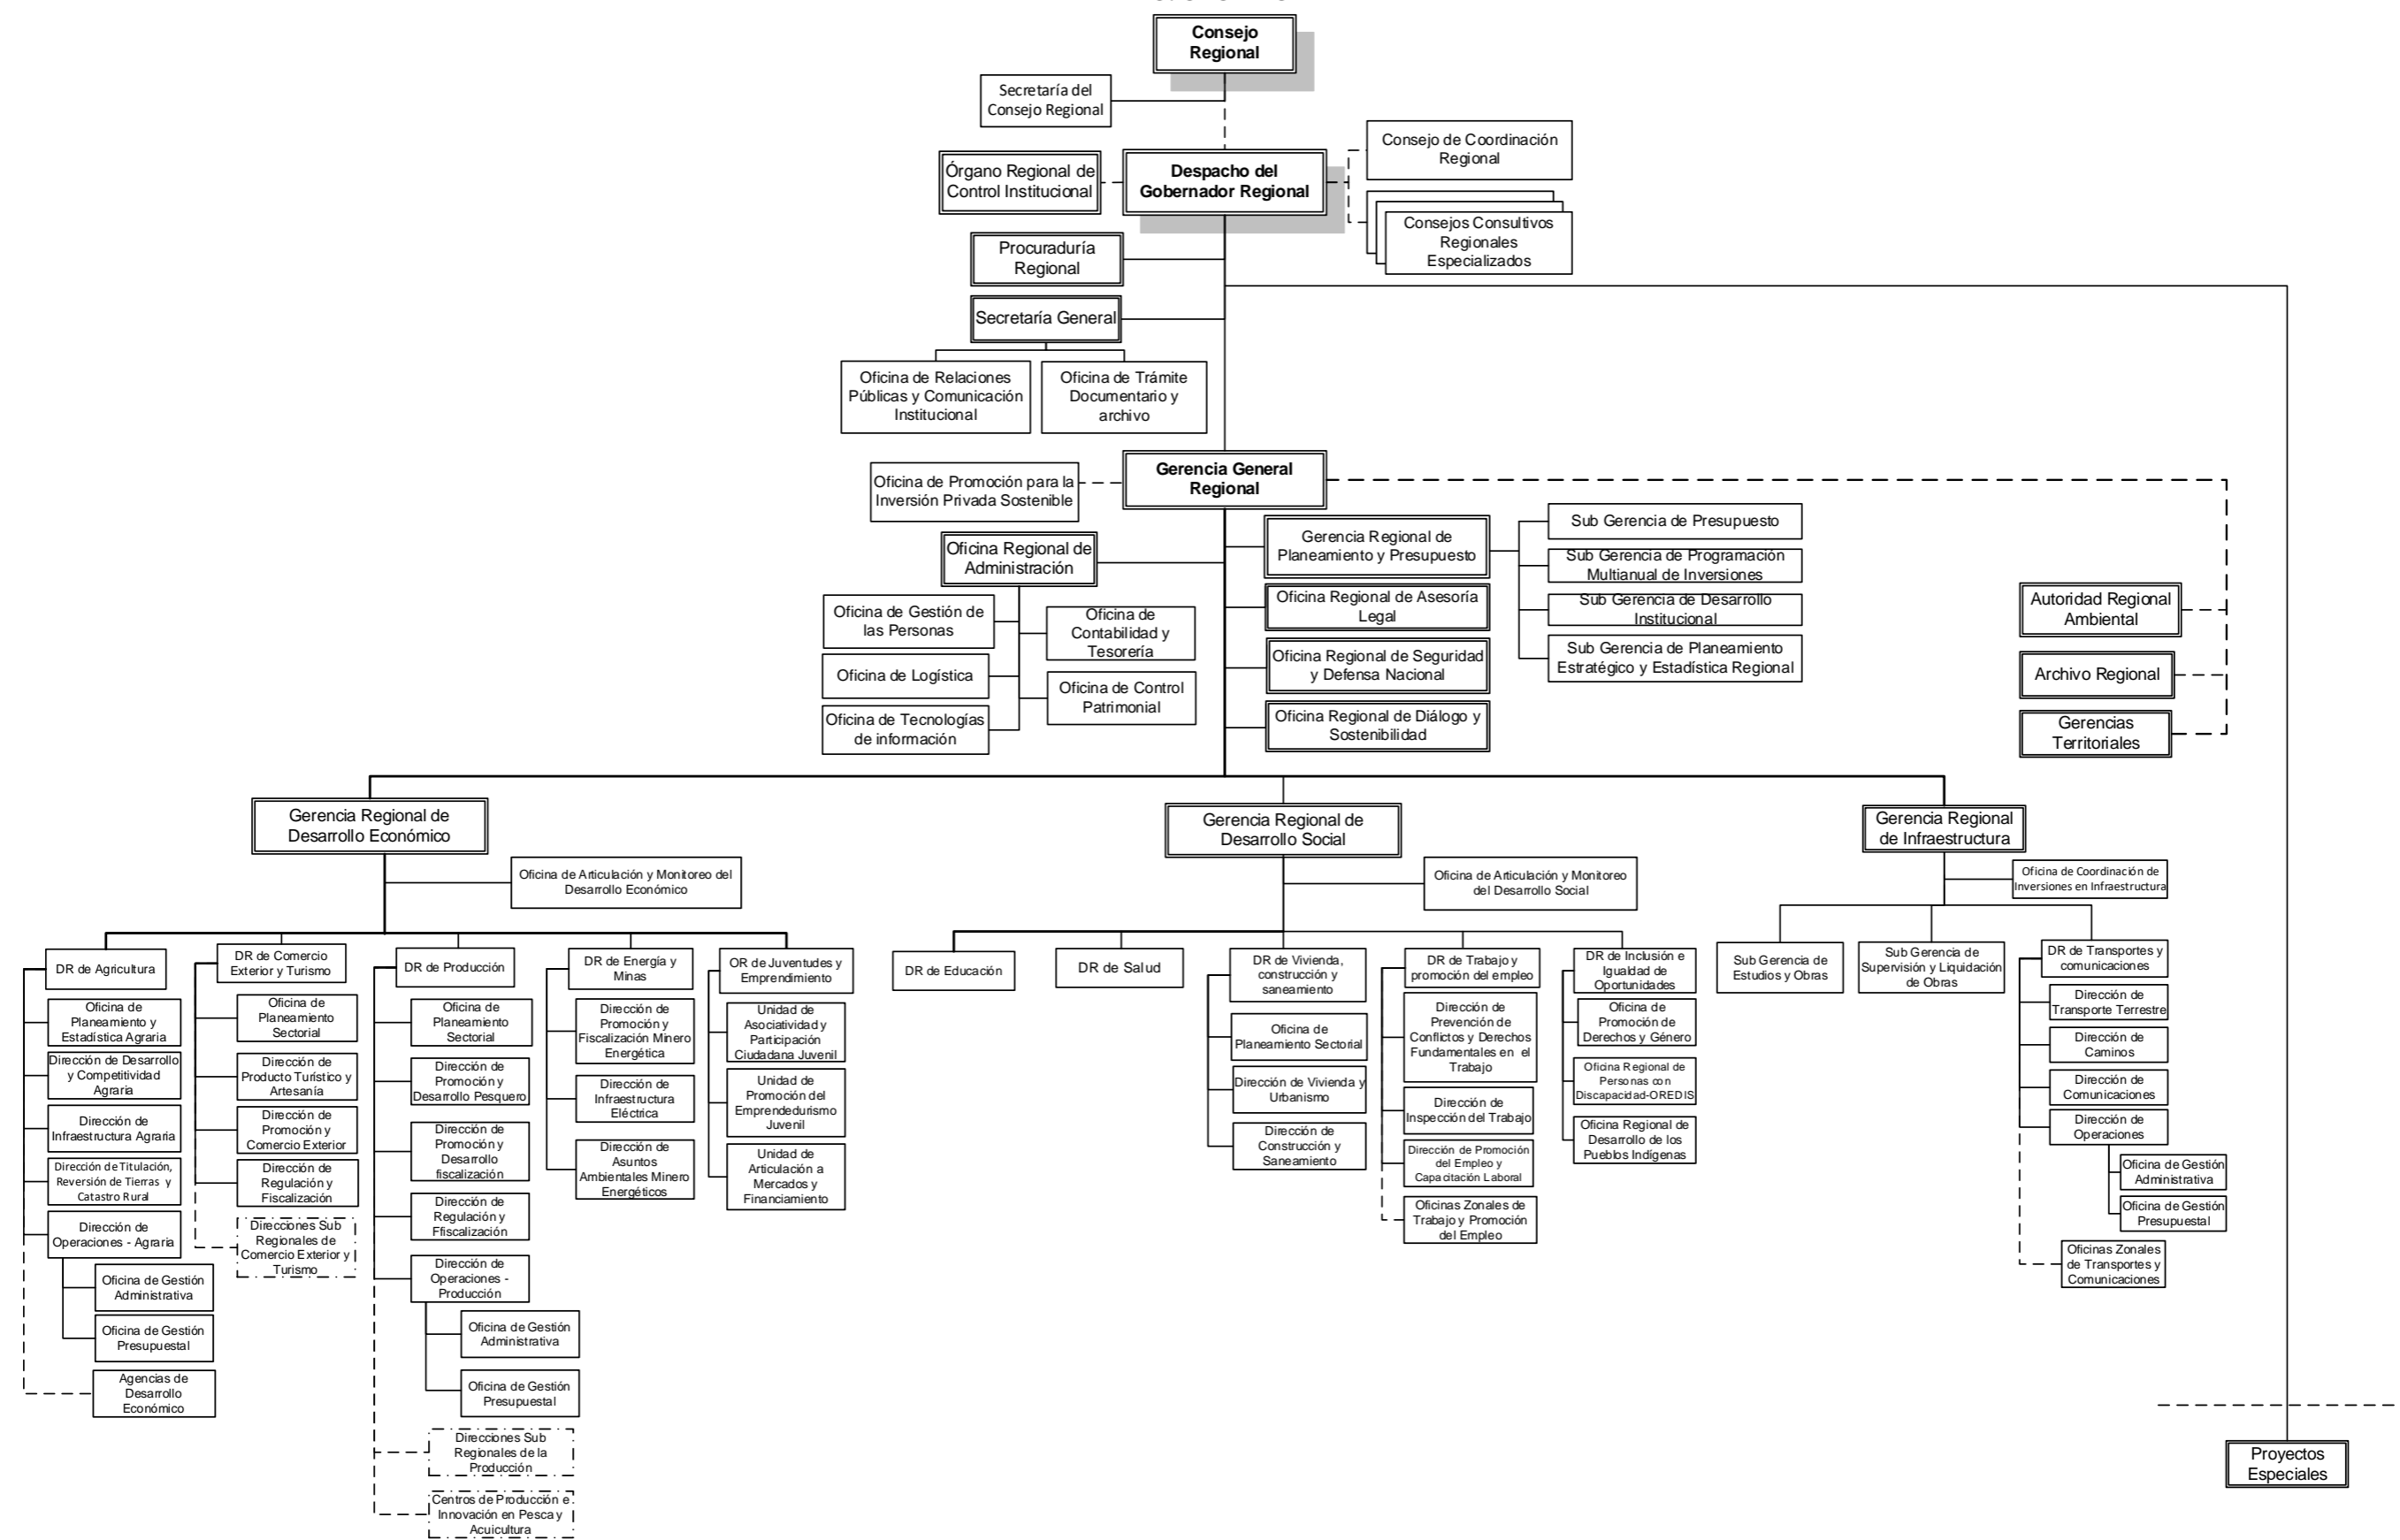 Consejo
Regional
Secretaría del
Consejo Regional
Órgano Regional de
Control Institucional
Despacho del
Gobernador Regional
Consejo de Coordinación
Regional
Consejos Consultivos
Regionales
Especializados
Procuraduría
Regional
Secretaría General
Oficina de Relaciones
Públicas y Comunicación
Institucional
Oficina de Trámite
Documentario y
archivo
Gerencia General
Regional
Oficina de Promoción para la
Inversión Privada Sostenible
Oficina Regional de
Administración
Oficina de Gestión de
las Personas
Oficina de
Contabilidad y
Tesorería
Oficina de Logística
Oficina de Control
Patrimonial
Oficina de Tecnologías
de información
Gerencia Regional de
Planeamiento y Presupuesto
Oficina Regional de Asesoría
Legal
Oficina Regional de Seguridad
y Defensa Nacional
Oficina Regional de Diálogo y
Sostenibilidad
Sub Gerencia de Presupuesto
Sub Gerencia de Programación
Multianual de Inversiones
Sub Gerencia de Desarrollo
Institucional
Sub Gerencia de Planeamiento
Estratégico y Estadística Regional
Autoridad Regional
Ambiental
Archivo Regional
Gerencias
Territoriales
Gerencia Regional de
Desarrollo Económico
Oficina de Articulación y Monitoreo del
Desarrollo Económico
DR de Agricultura
Oficina de
Planeamiento y
Estadística Agraria
Dirección de Desarrollo
y Competitividad
Agraria
Dirección de
Infraestructura Agraria
Dirección de Titulación,
Reversión de Tierras y
Catastro Rural
Dirección de
Operaciones - Agraria
Oficina de Gestión
Administrativa
Oficina de Gestión
Presupuestal
Agencias de
Desarrollo
Económico
DR de Comercio
Exterior y Turismo
Oficina de
Planeamiento
Sectorial
Dirección de
Producto Turístico y
Artesanía
Dirección de
Promoción y
Comercio Exterior
Dirección de
Regulación y
Fiscalización
Direcciones Sub
Regionales de
Comercio Exterior y
Turismo
DR de Producción
Oficina de
Planeamiento
Sectorial
Dirección de
Promoción y
Desarrollo Pesquero
Dirección de
Promoción y
Desarrollo
fiscalización
Dirección de
Regulación y
Ffiscalización
Dirección de
Operaciones -
Producción
Oficina de Gestión
Administrativa
Oficina de Gestión
Presupuestal
Direcciones Sub
Regionales de la
Producción
Centros de Producción e
Innovación en Pesca y
Acuicultura
DR de Energía y
Minas
Dirección de
Promoción y
Fiscalización Minero
Energética
Dirección de
Infraestructura
Eléctrica
Dirección de
Asuntos
Ambientales Minero
Energéticos
OR de Juventudes y
Emprendimiento
Unidad de
Asociatividad y
Participación
Ciudadana Juvenil
Unidad de
Promoción del
Emprendedurismo
Juvenil
Unidad de
Articulación a
Mercados y
Financiamiento
Gerencia Regional de
Desarrollo Social
Oficina de Articulación y Monitoreo
del Desarrollo Social
DR de Educación
DR de Salud
DR de Vivienda,
construcción y
saneamiento
Oficina de
Planeamiento Sectorial
Dirección de Vivienda y
Urbanismo
Dirección de
Construcción y
Saneamiento
DR de Trabajo y
promoción del empleo
Dirección de
Prevención de
Conflictos y Derechos
Fundamentales en el
Trabajo
Dirección de
Inspección del Trabajo
Dirección de Promoción
del Empleo y
Capacitación Laboral
Oficinas Zonales de
Trabajo y Promoción
del Empleo
DR de Inclusión e
Igualdad de
Oportunidades
Oficina de
Promoción de
Derechos y Género
Oficina Regional de
Personas con
Discapacidad-OREDIS
Oficina Regional de
Desarrollo de los
Pueblos Indígenas
Gerencia Regional
de Infraestructura
Oficina de Coordinación de
Inversiones en Infraestructura
Sub Gerencia de
Estudios y Obras
Sub Gerencia de
Supervisión y Liquidación
de Obras
DR de Transportes y
comunicaciones
Dirección de
Transporte Terrestre
Dirección de
Caminos
Dirección de
Comunicaciones
Dirección de
Operaciones
Oficina de Gestión
Administrativa
Oficina de Gestión
Presupuestal
Oficinas Zonales
de Transportes y
Comunicaciones
Proyectos
Especiales